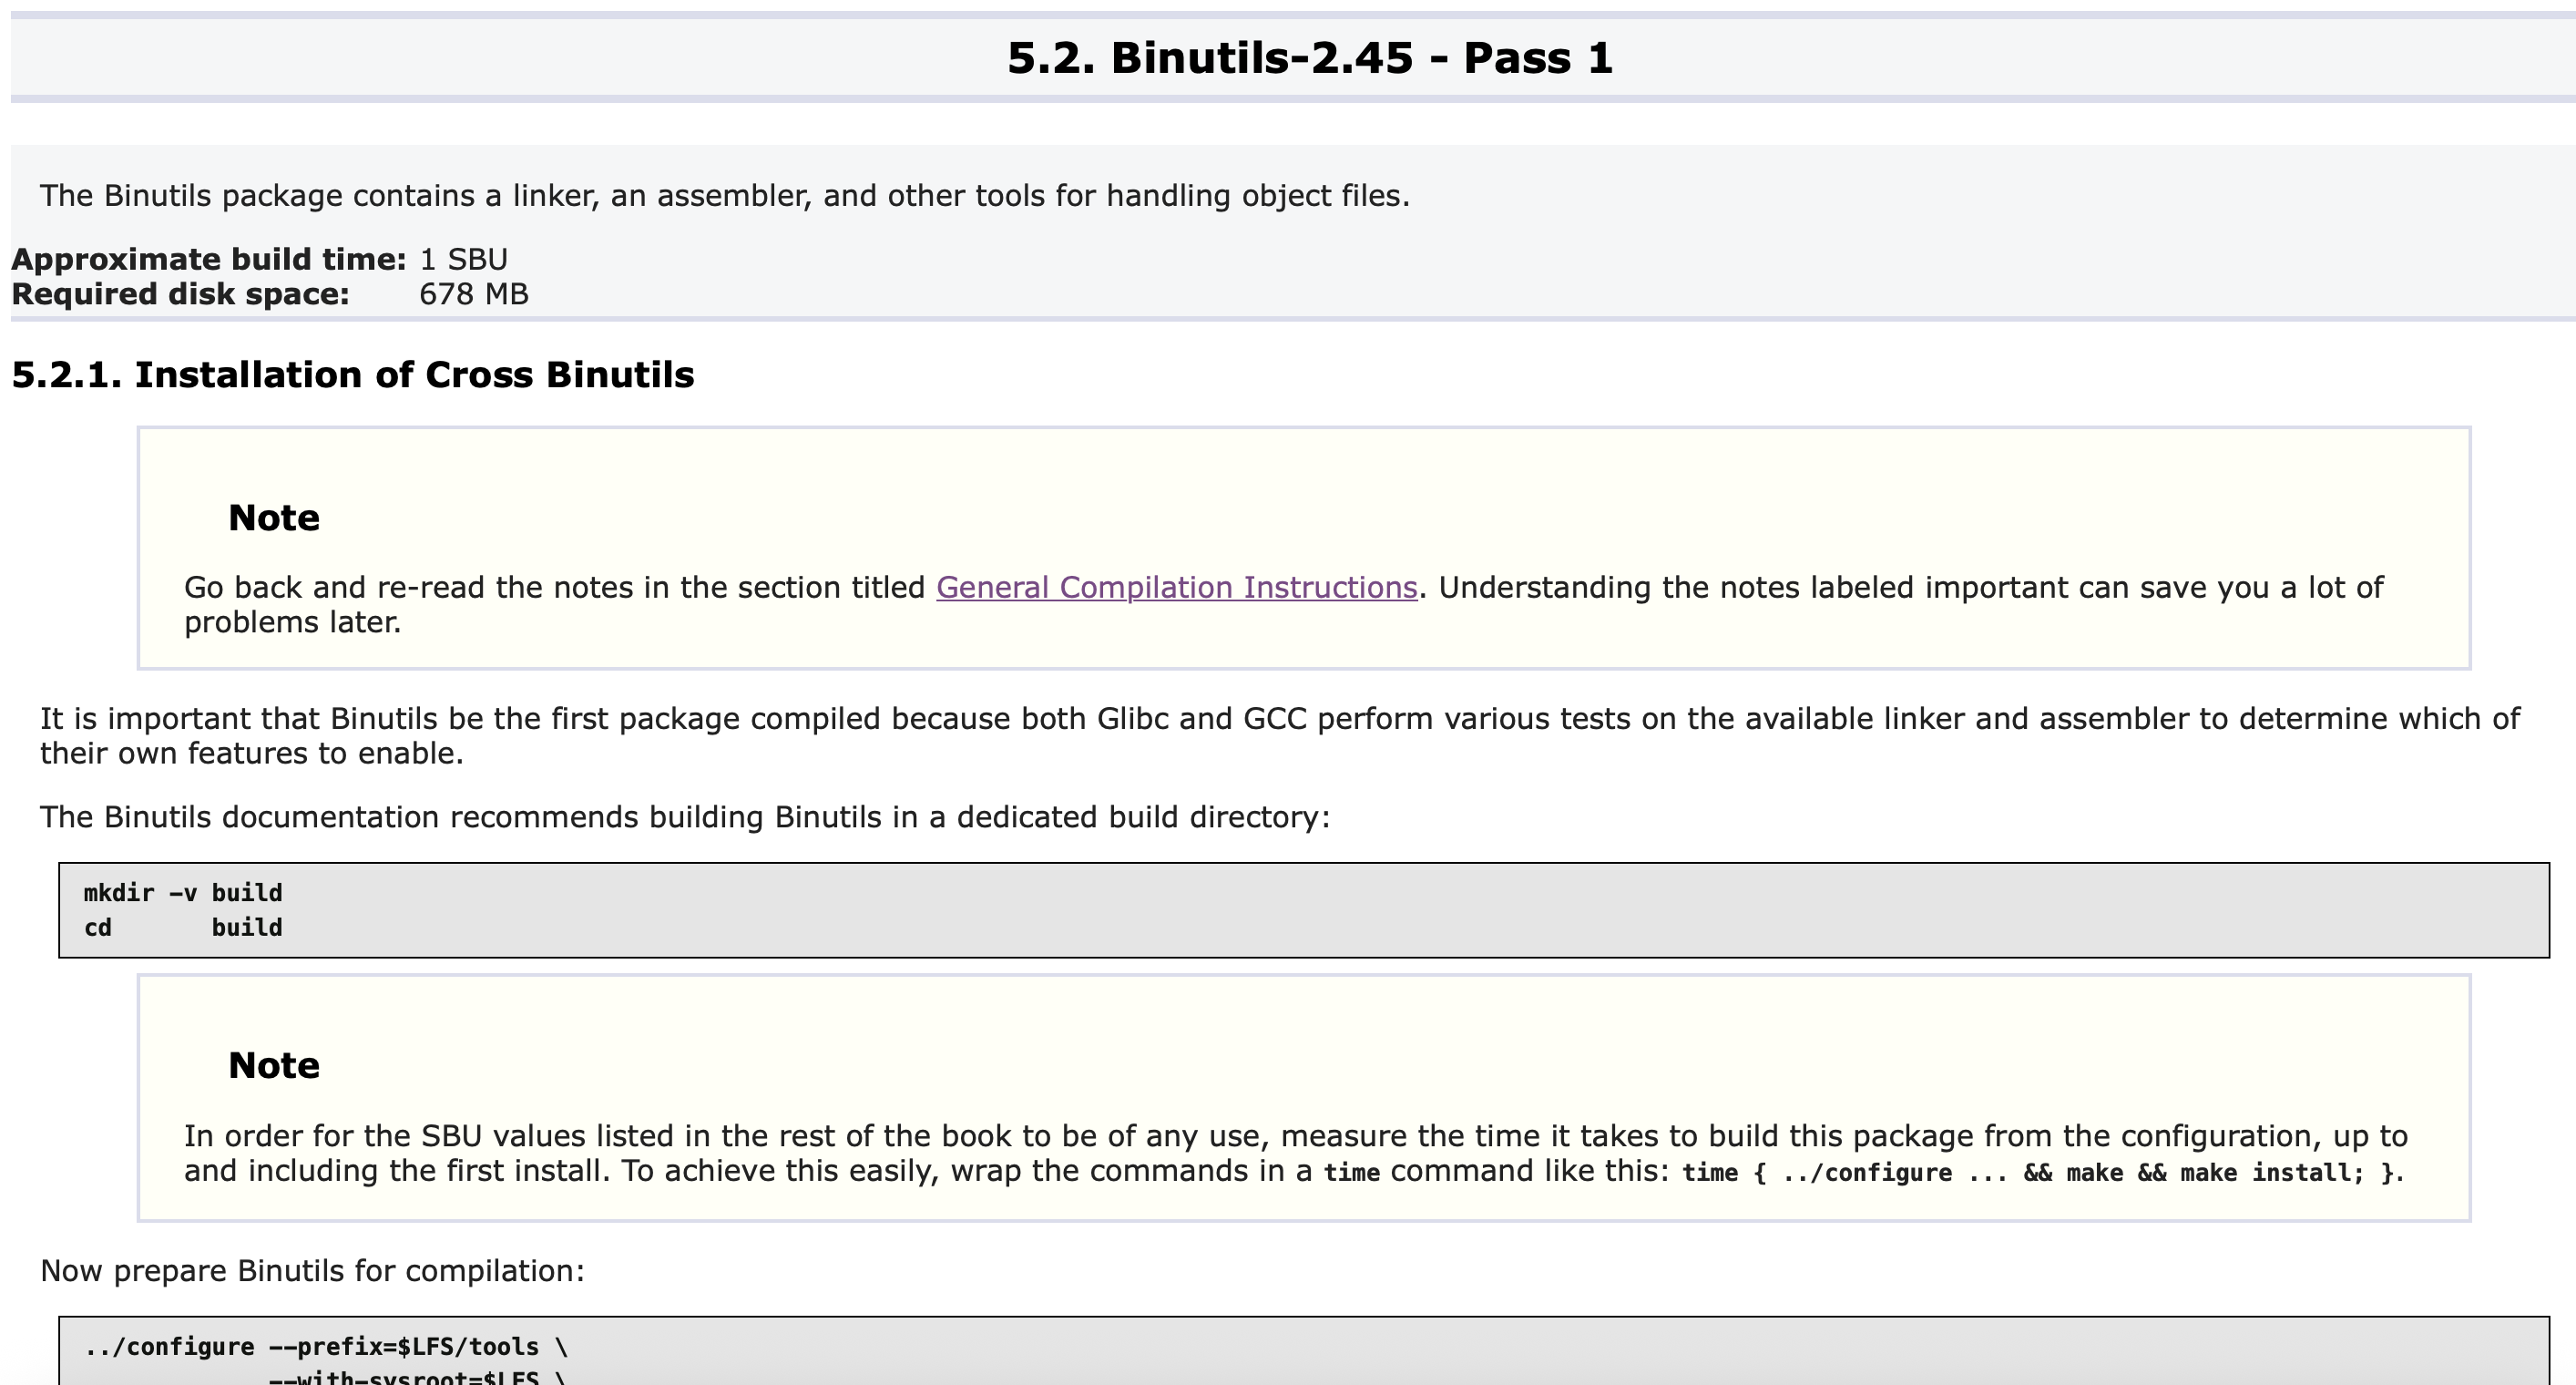 5.2. Binutils-2.45 - Pass 1
The Binutils package contains a linker, an assembler, and other tools for handling object files.
Approximate build time: 1 SBU
Required disk space: 678 MB
5.2.1. Installation of Cross Binutils
Note
Go back and re-read the notes in the section titled General Compilation Instructions. Understanding the notes labeled important can save you a lot of
problems later.
It is important that Binutils be the first package compiled because both Glibc and GCC perform various tests on the available linker and assembler to determine which of
their own features to enable.
The Binutils documentation recommends building Binutils in a dedicated build directory:
mkdir -v build
cd       build
Note
In order for the SBU values listed in the rest of the book to be of any use, measure the time it takes to build this package from the configuration, up to
and including the first install. To achieve this easily, wrap the commands in a time command like this: time { ../configure ... && make && make install; }.
Now prepare Binutils for compilation:
../configure --prefix=$LFS/tools \
--with-sysroot=$LFS \